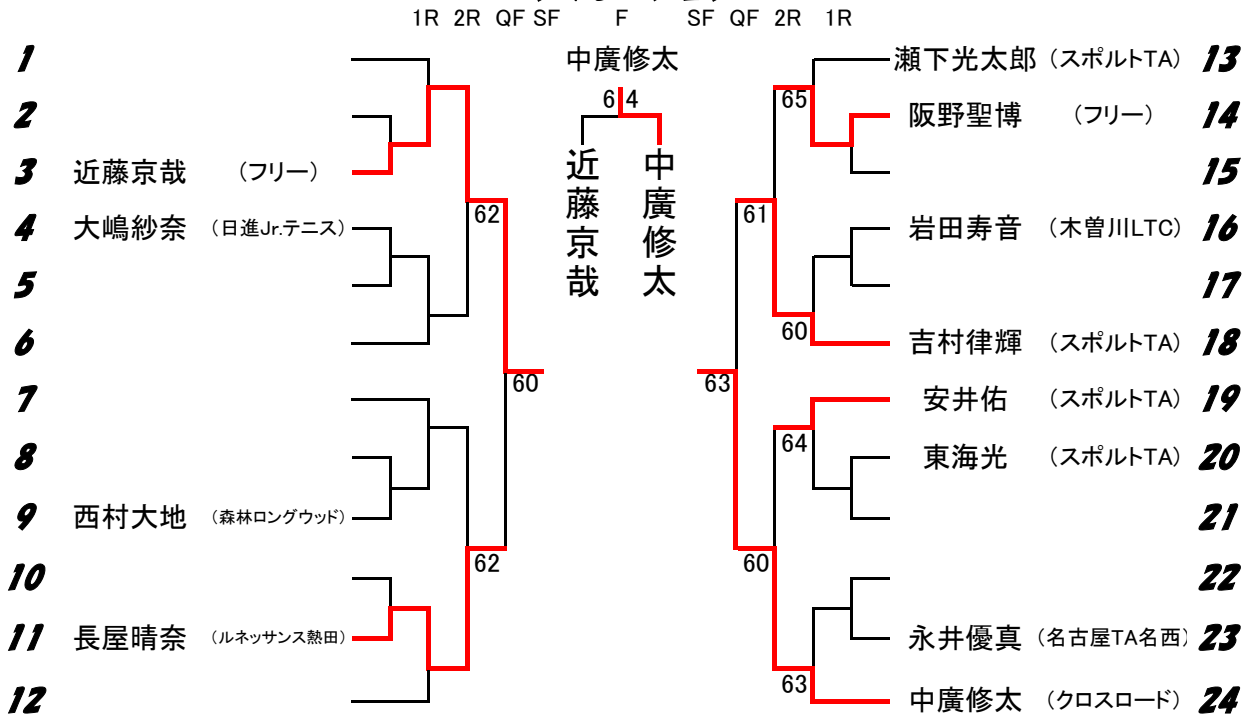 1R 2R QF SF F SF QF 2R 1R
中廣修太
6 4
近藤京哉
中廣修太
1
2
3 近藤京哉 (フリー)
4 大嶋紗奈 (日進Jr.テニス)
5
6
7
8
9 西村大地 (森林ロングウッド)
10
11 長屋晴奈 (ルネッサンス熱田)
12
62
60
62
瀬下光太郎 (スポルトTA) 13
阪野聖博 (フリー) 14
15
岩田寿音 (木曽川LTC) 16
17
吉村律輝 (スポルトTA) 18
安井佑 (スポルトTA) 19
東海光 (スポルトTA) 20
21
22
永井優真 (名古屋TA名西) 23
中廣修太 (クロスロード) 24
65
61
60
63
64
60
63